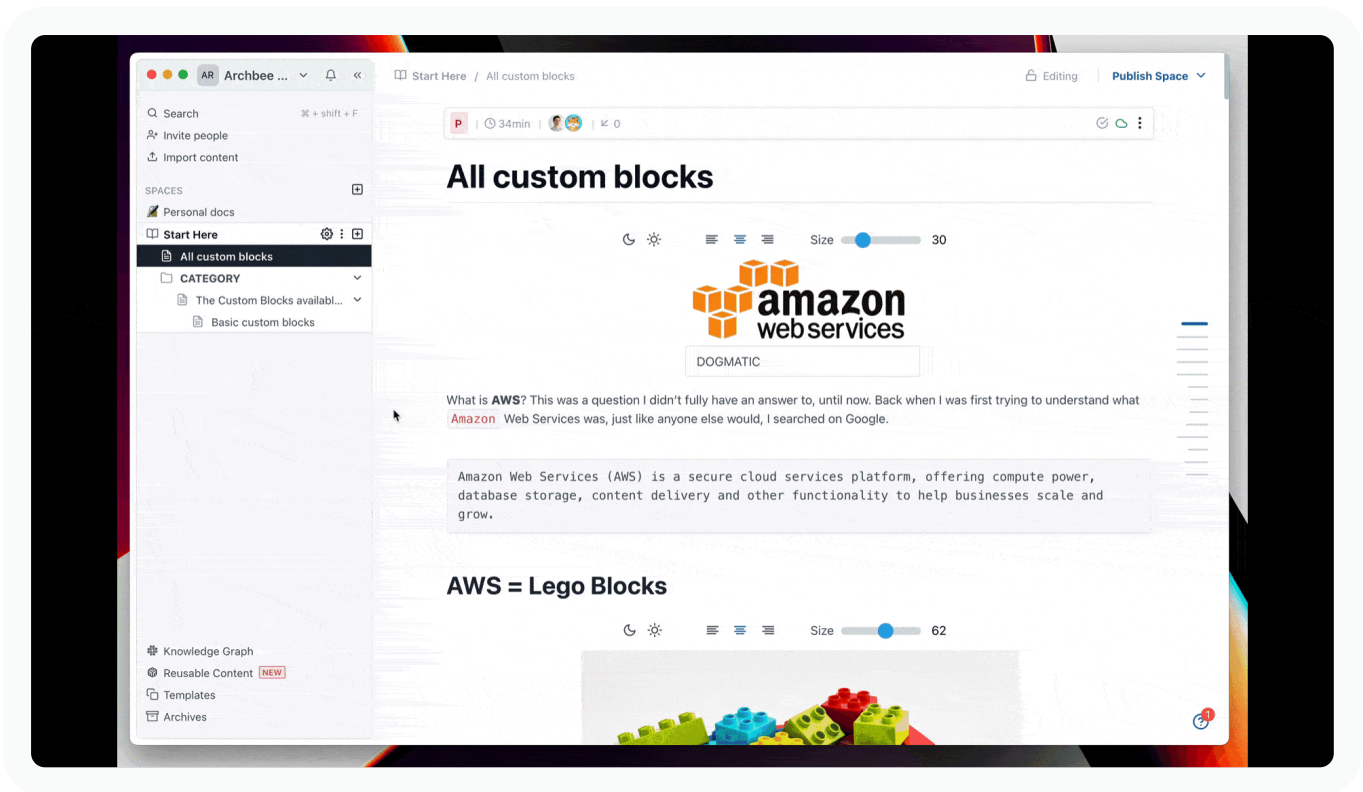 AR Archbee ...
Search ⌘ + shift + F
Invite people
Import content
SPACES
Personal docs
Start Here
All custom blocks
CATEGORY
The Custom Blocks availabl...
Basic custom blocks
Knowledge Graph
Reusable Content NEW
Templates
Archives
Start Here / All custom blocks
Editing
Publish Space
P | 34min | | 0
All custom blocks
Size 30
amazon
web services
DOGMATIC
What is AWS? This was a question I didn't fully have an answer to, until now. Back when I was first trying to understand what
Amazon Web Services was, just like anyone else would, I searched on Google.
Amazon Web Services (AWS) is a secure cloud services platform, offering compute power,
database storage, content delivery and other functionality to help businesses scale and
grow.
AWS = Lego Blocks
Size 62
1